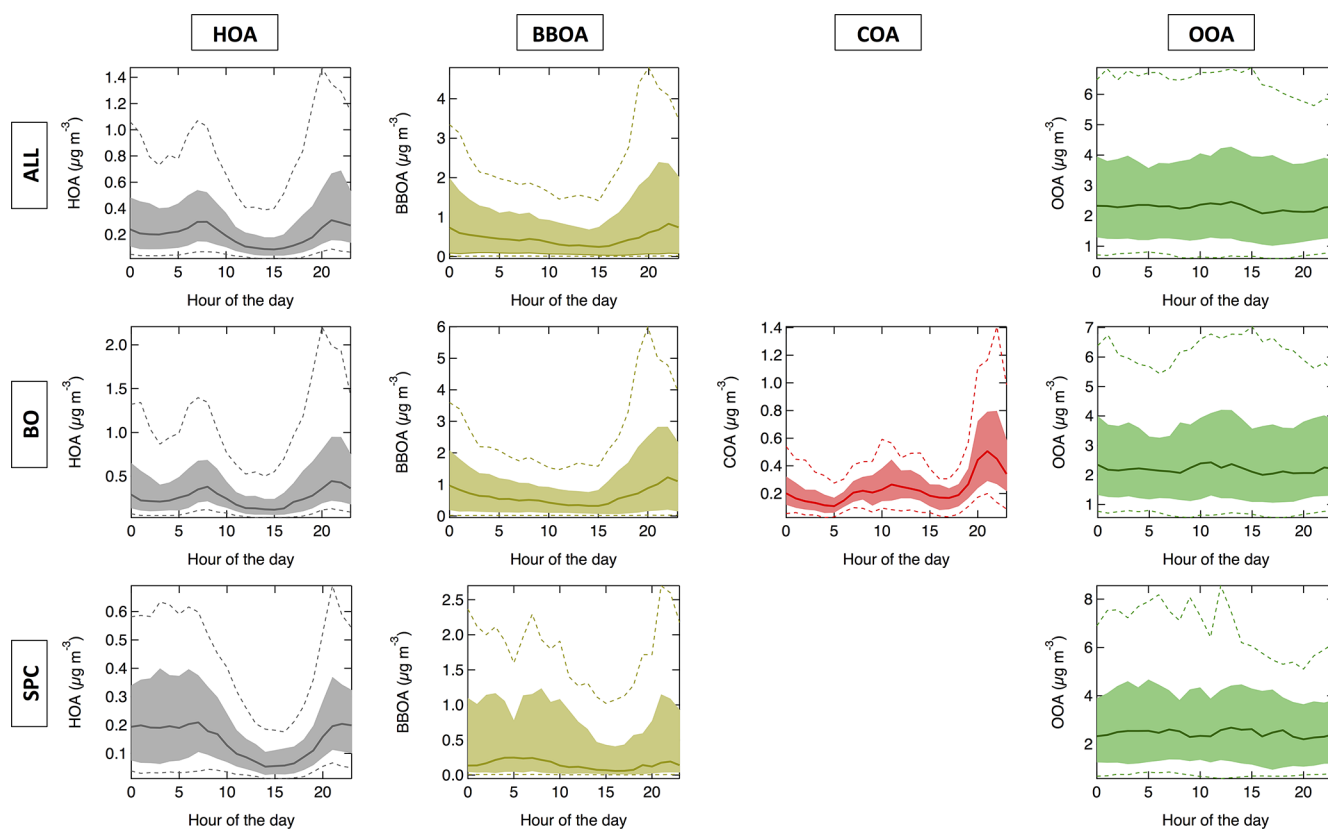 HOA
BBOA
COA
OOA
ALL
HOA (µg m⁻³)
1.4
1.2
1.0
0.8
0.6
0.4
0.2
0 5 10 15 20
Hour of the day
BBOA (µg m⁻³)
4
3
2
1
0
0 5 10 15 20
Hour of the day
OOA (µg m⁻³)
6
5
4
3
2
1
0 5 10 15 20
Hour of the day
BO
HOA (µg m⁻³)
2.0
1.5
1.0
0.5
0 5 10 15 20
Hour of the day
BBOA (µg m⁻³)
6
5
4
3
2
1
0
0 5 10 15 20
Hour of the day
COA (µg m⁻³)
1.4
1.2
1.0
0.8
0.6
0.4
0.2
0 5 10 15 20
Hour of the day
OOA (µg m⁻³)
7
6
5
4
3
2
1
0 5 10 15 20
Hour of the day
SPC
HOA (µg m⁻³)
0.6
0.5
0.4
0.3
0.2
0.1
0 5 10 15 20
Hour of the day
BBOA (µg m⁻³)
2.5
2.0
1.5
1.0
0.5
0.0
0 5 10 15 20
Hour of the day
OOA (µg m⁻³)
8
6
4
2
0 5 10 15 20
Hour of the day